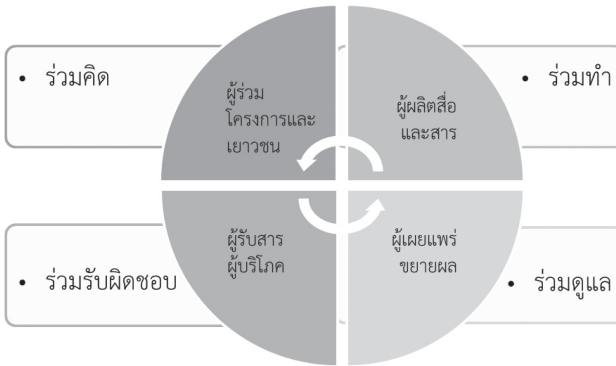 • ร่วมคิด
ผู้ร่วม
โครงการและ
เยาวชน
ผู้ผลิตสื่อ
และสาร
• ร่วมทำ
• ร่วมรับผิดชอบ
ผู้รับสาร
ผู้บริโภค
ผู้เผยแพร่
ขยายผล
• ร่วมดูแล